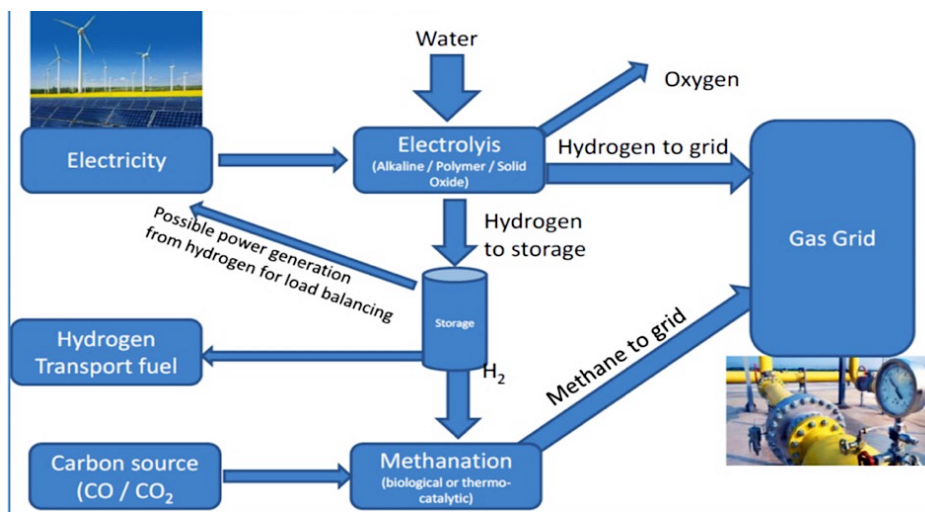 Water
Oxygen
Electricity
Electrolyis
(Alkaline / Polymer / Solid
Oxide)
Hydrogen to grid
Gas Grid
Possible power generation
from hydrogen for load balancing
Hydrogen
to storage
Storage
Hydrogen
Transport fuel
H₂
Methane to grid
Carbon source
(CO / CO₂
Methanation
(biological or thermo-
catalytic)